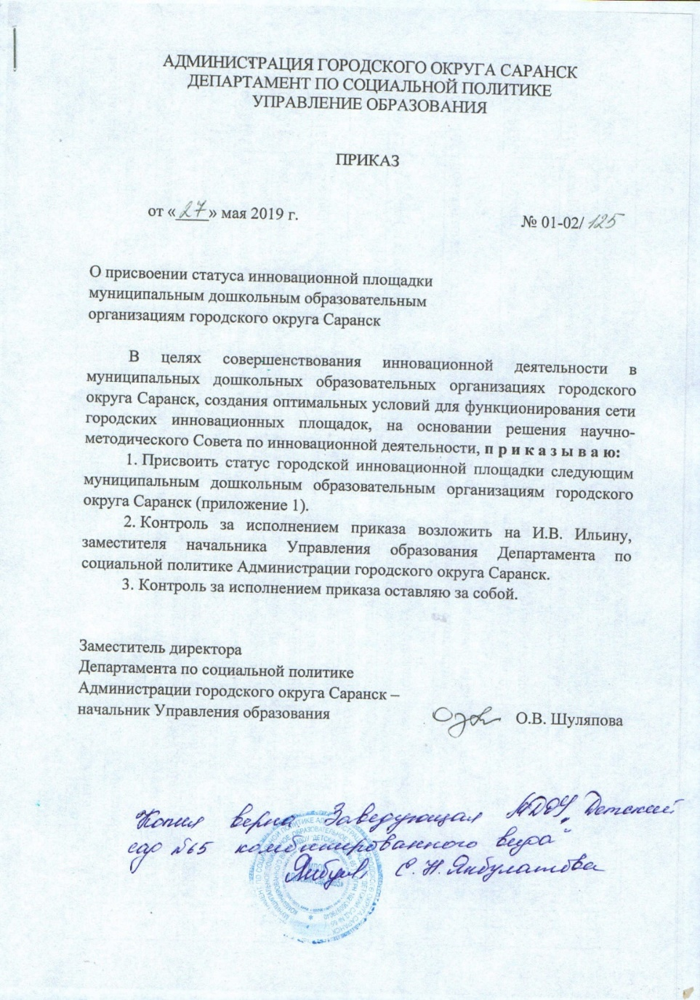 АДМИНИСТРАЦИЯ ГОРОДСКОГО ОКРУГА САРАНСК
ДЕПАРТАМЕНТ ПО СОЦИАЛЬНОЙ ПОЛИТИКЕ
УПРАВЛЕНИЕ ОБРАЗОВАНИЯ
ПРИКАЗ
от «27» мая 2019 г.
№ 01-02/125
О присвоении статуса инновационной площадки
муниципальным дошкольным образовательным
организациям городского округа Саранск
В целях совершенствования инновационной деятельности в
муниципальных дошкольных образовательных организациях городского
округа Саранск, создания оптимальных условий для функционирования сети
городских инновационных площадок, на основании решения научно-
методического Совета по инновационной деятельности, п р и к а з ы в а ю:
1. Присвоить статус городской инновационной площадки следующим
муниципальным дошкольным образовательным организациям городского
округа Саранск (приложение 1).
2. Контроль за исполнением приказа возложить на И.В. Ильину,
заместителя начальника Управления образования Департамента по
социальной политике Администрации городского округа Саранск.
3. Контроль за исполнением приказа оставляю за собой.
Заместитель директора
Департамента по социальной политике
Администрации городского округа Саранск –
начальник Управления образования
О.В. Шуляпова
Копия верна Заведующая МДОУ „Детский
сад №65 комбинированного вида"
С. Н. Янбулатова